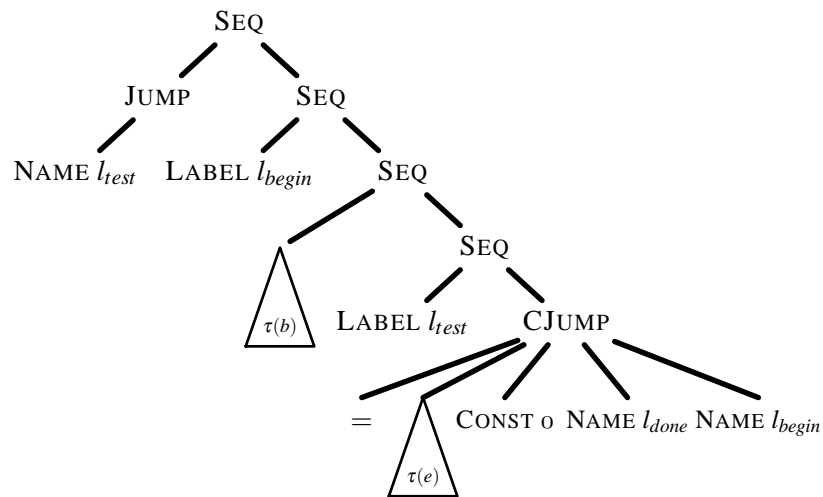 SEQ
JUMP SEQ
NAME l_test LABEL l_begin SEQ
SEQ
τ(b) LABEL l_test CJUMP
= CONST 0 NAME l_done NAME l_begin
τ(e)